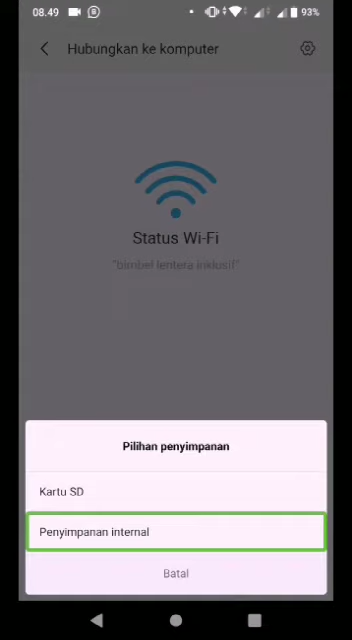 08.49
93%
Hubungkan ke komputer
Status Wi-Fi
"bimbel lentera inklusif"
Pilihan penyimpanan
Kartu SD
Penyimpanan internal
Batal